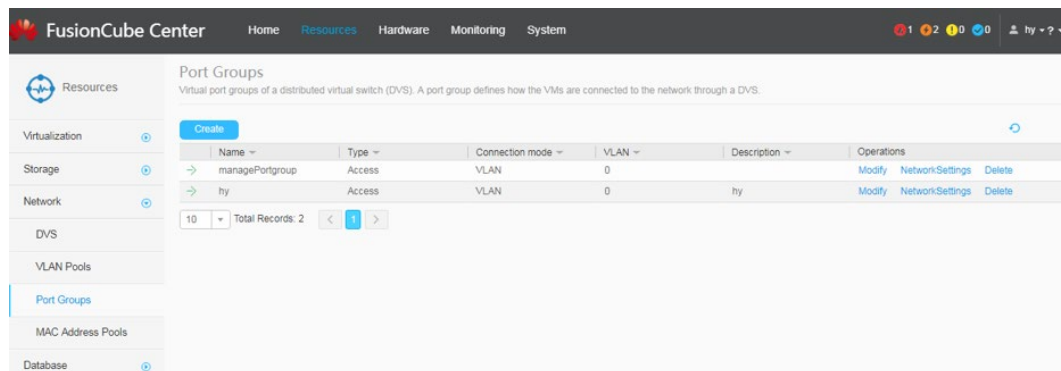 FusionCube Center Home Resources Hardware Monitoring System 1 2 0 0 hy ?
Resources
Port Groups
Virtual port groups of a distributed virtual switch (DVS). A port group defines how the VMs are connected to the network through a DVS.
Virtualization
Create
Name Type Connection mode VLAN Description Operations
Storage
managePortgroup Access VLAN 0 Modify NetworkSettings Delete
hy Access VLAN 0 hy Modify NetworkSettings Delete
Network
10 Total Records: 2 < 1 >
DVS
VLAN Pools
Port Groups
MAC Address Pools
Database